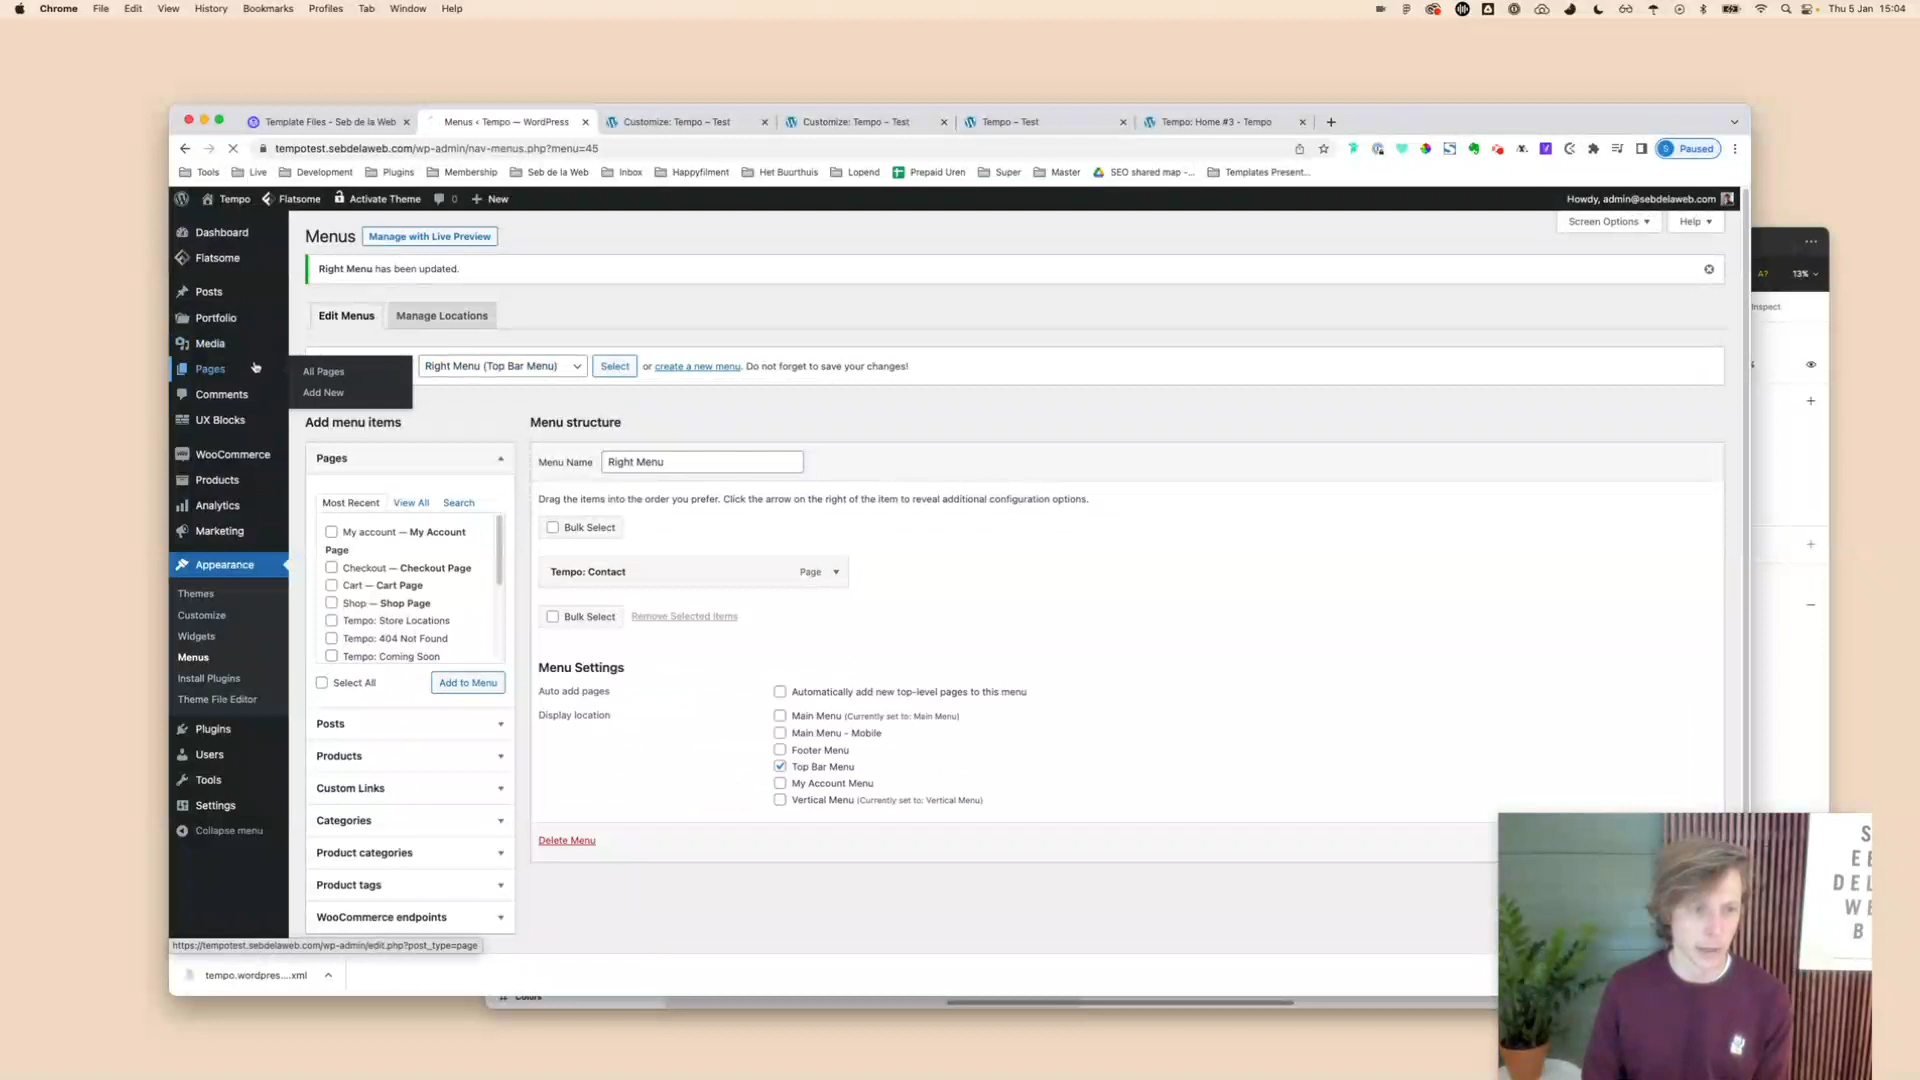 Chrome File Edit View History Bookmarks Profiles Tab Window Help Thu 5 Jan 15:04
Template Files - Seb de la Web Menus ‹ Tempo — WordPress Customize: Tempo – Test Customize: Tempo – Test Tempo – Test Tempo: Home #3 - Tempo
tempotest.sebdelaweb.com/wp-admin/nav-menus.php?menu=45 Paused
Tools Live Development Plugins Membership Seb de la Web Inbox Happyfilment Het Buurthuis Lopend Prepaid Uren Super Master SEO shared map -... Templates Present...
Tempo Flatsome Activate Theme 0 New Howdy, admin@sebdelaweb.com
Dashboard
Flatsome
Posts
Portfolio
Media
Pages
Comments
UX Blocks
WooCommerce
Products
Analytics
Marketing
Appearance
Themes
Customize
Widgets
Menus
Install Plugins
Theme File Editor
Plugins
Users
Tools
Settings
Collapse menu
All Pages
Add New
Screen Options Help
Menus Manage with Live Preview
Right Menu has been updated.
Edit Menus Manage Locations
Right Menu (Top Bar Menu) Select or create a new menu. Do not forget to save your changes!
Add menu items
Pages
Most Recent View All Search
My account — My Account
Page
Checkout — Checkout Page
Cart — Cart Page
Shop — Shop Page
Tempo: Store Locations
Tempo: 404 Not Found
Tempo: Coming Soon
Select All Add to Menu
Posts
Products
Custom Links
Categories
Product categories
Product tags
WooCommerce endpoints
Menu structure
Menu Name Right Menu
Drag the items into the order you prefer. Click the arrow on the right of the item to reveal additional configuration options.
Bulk Select
Tempo: Contact Page
Bulk Select Remove Selected Items
Menu Settings
Auto add pages Automatically add new top-level pages to this menu
Display location Main Menu (Currently set to: Main Menu)
Main Menu - Mobile
Footer Menu
Top Bar Menu
My Account Menu
Vertical Menu (Currently set to: Vertical Menu)
Delete Menu
https://tempotest.sebdelaweb.com/wp-admin/edit.php?post_type=page
tempo.wordpres....xml
Colors
A? 13%
nspect
S
EE
DEL
WE
B